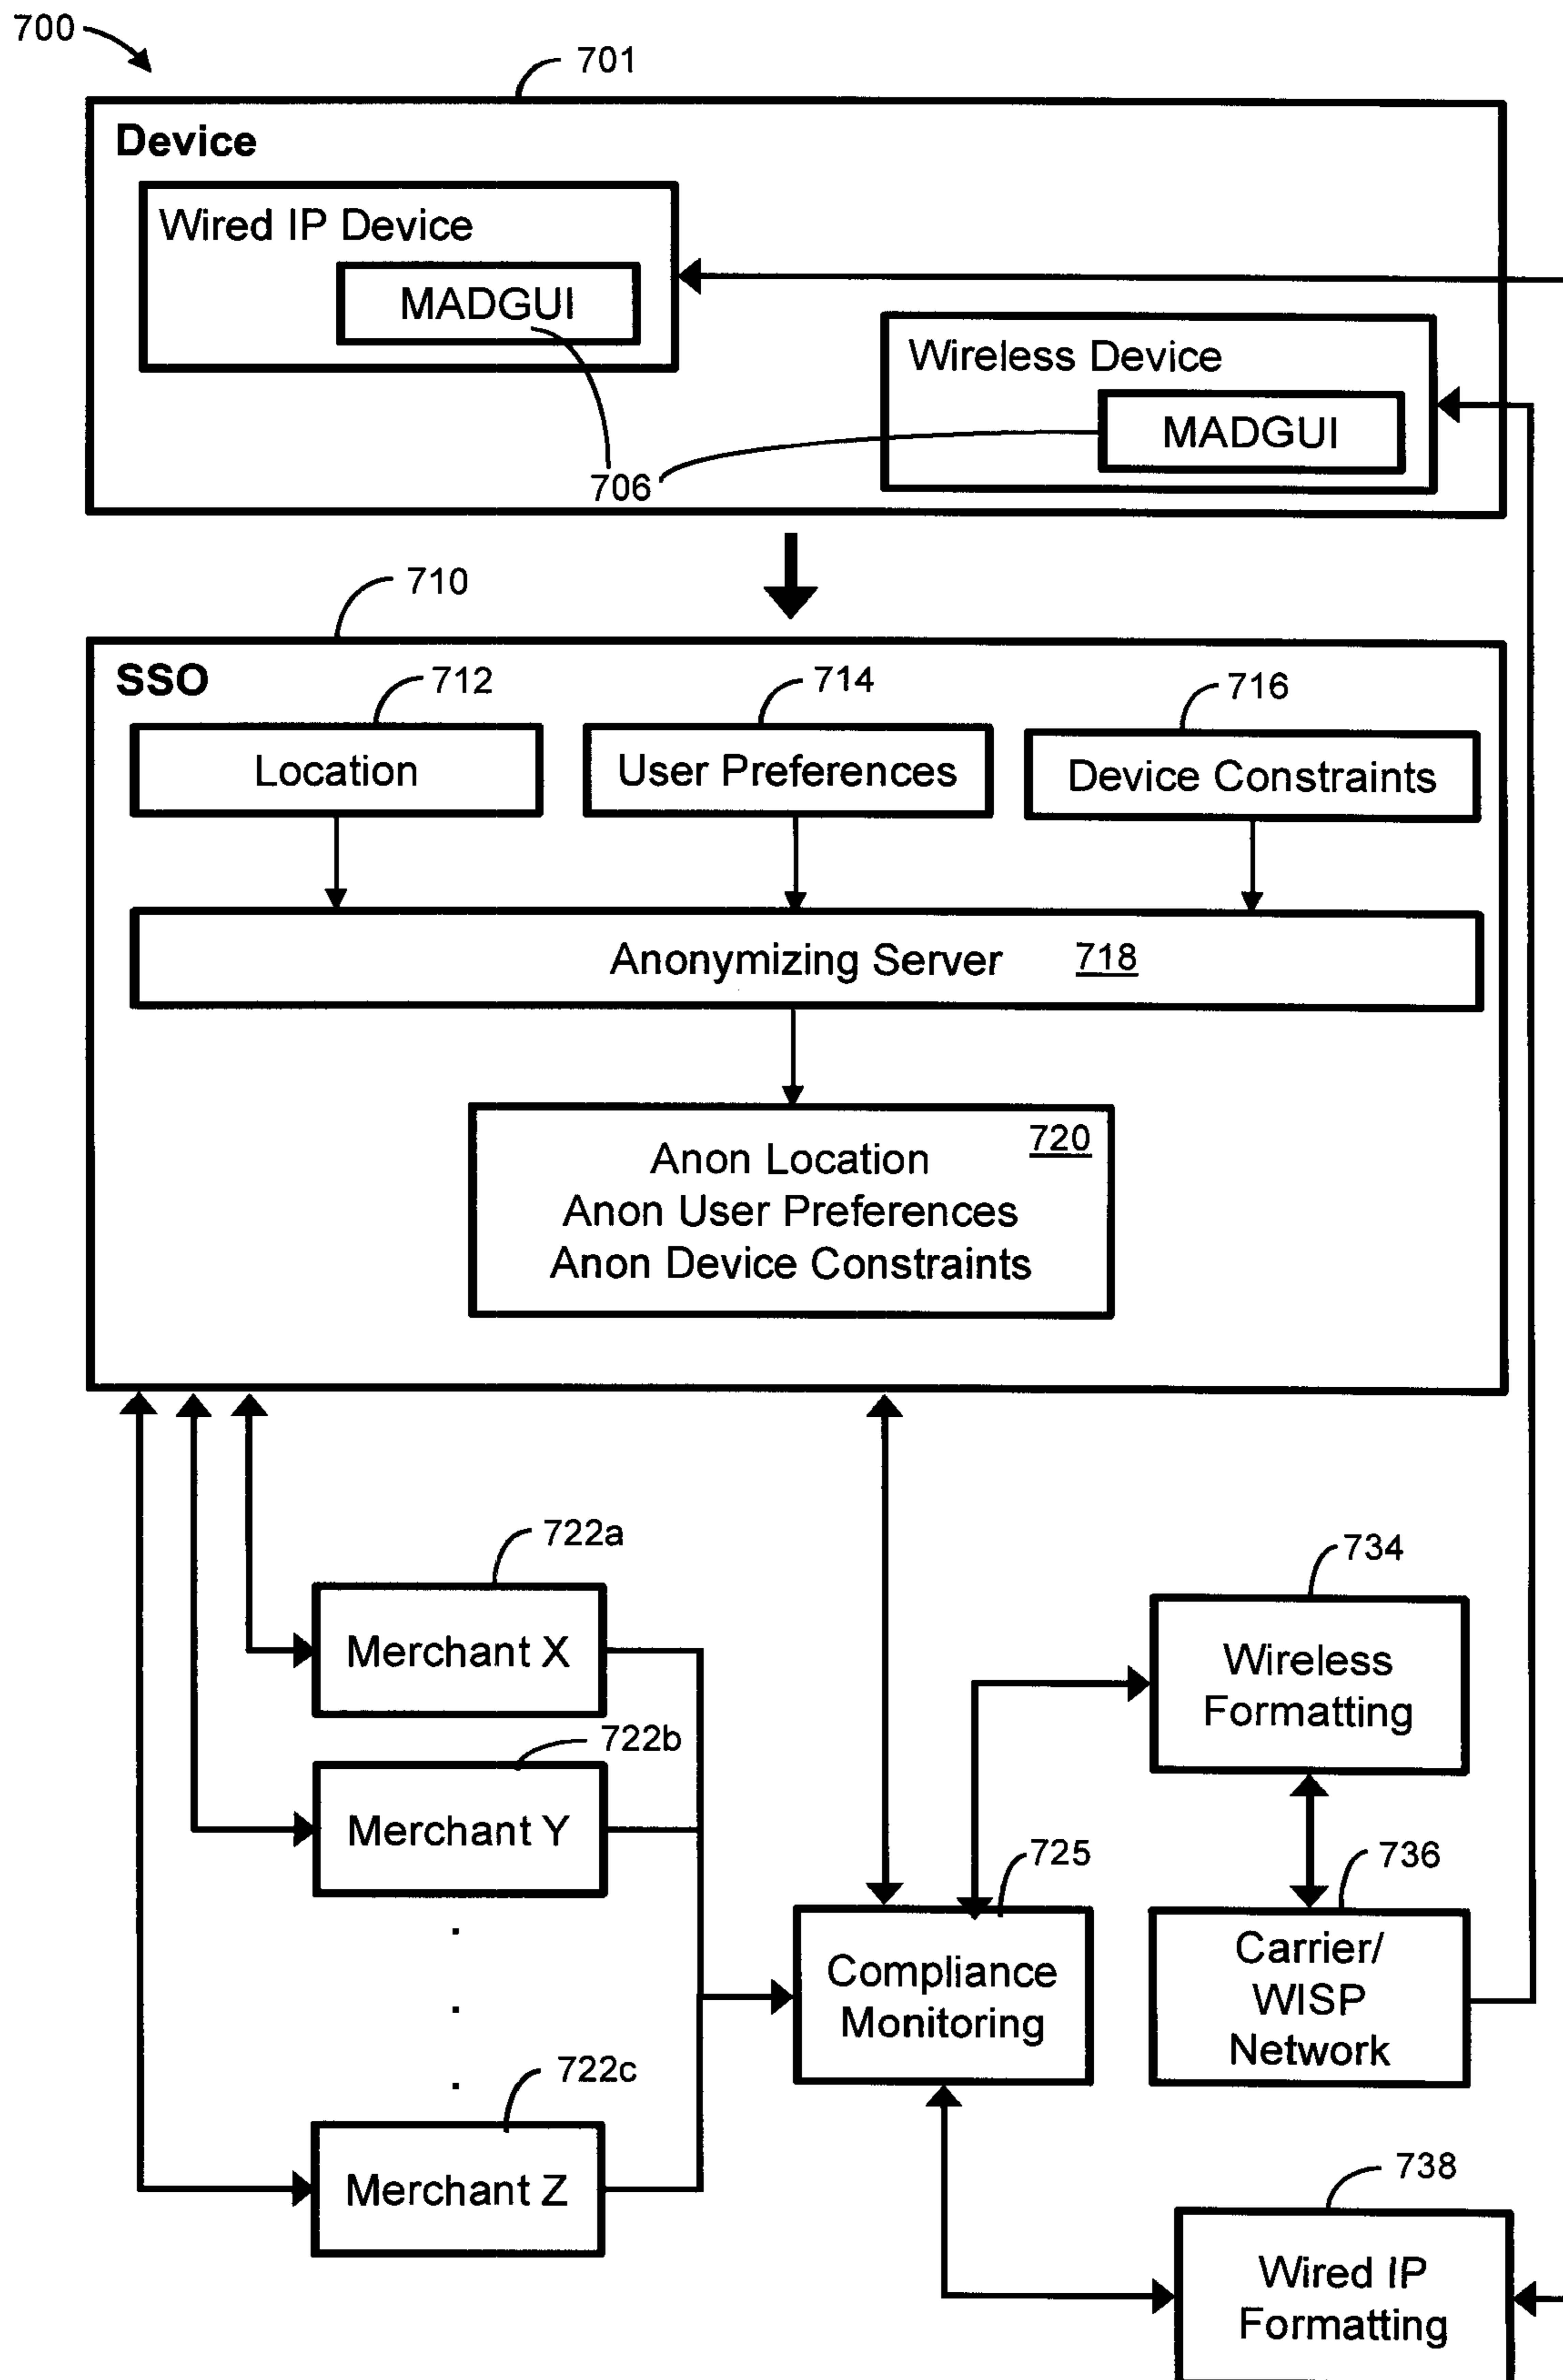 700
701
Device
Wired IP Device
MADGUI
Wireless Device
MADGUI
706
710
SSO
712
714
716
Location
User Preferences
Device Constraints
Anonymizing Server 718
720
Anon Location
Anon User Preferences
Anon Device Constraints
722a
Merchant X
722b
Merchant Y
.
.
.
722c
Merchant Z
734
Wireless
Formatting
725
Compliance
Monitoring
736
Carrier/
WISP
Network
738
Wired IP
Formatting